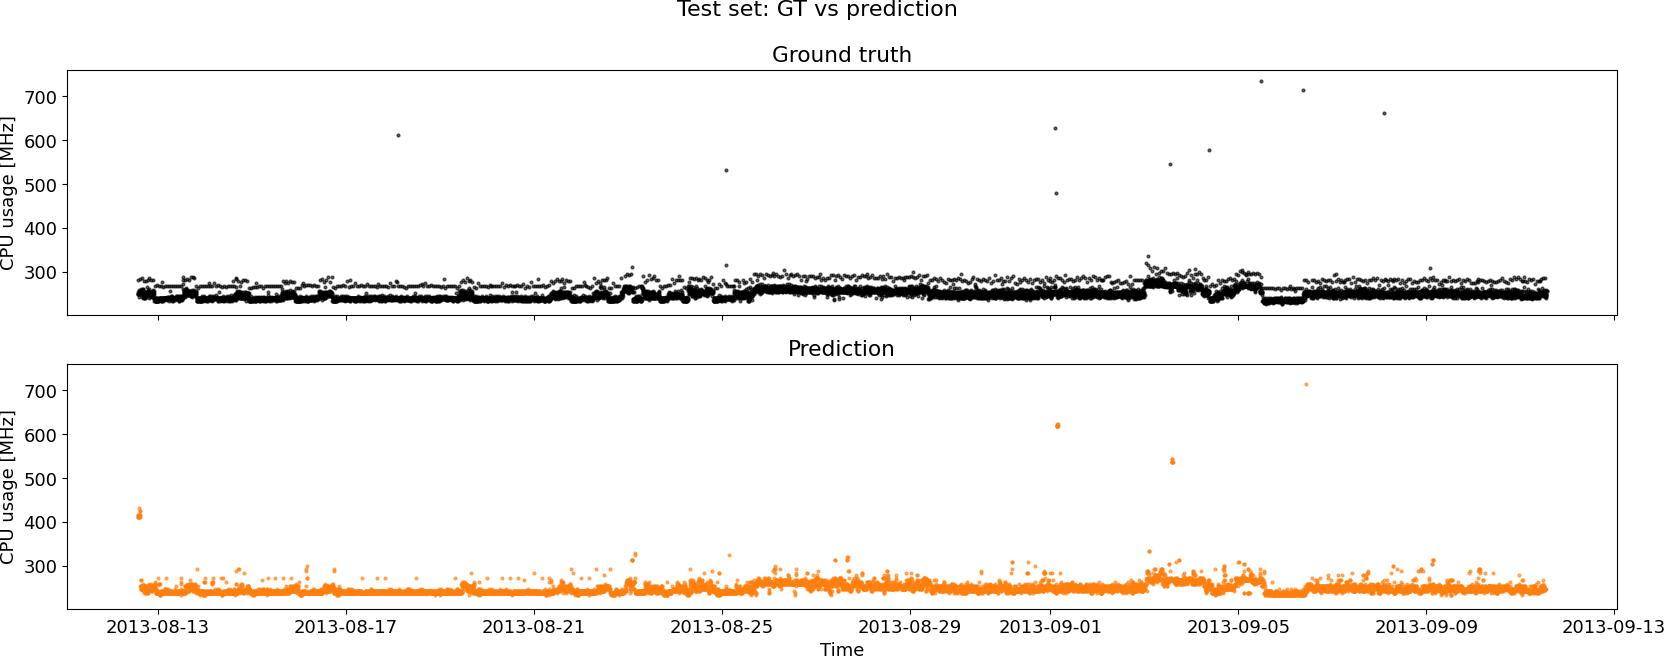 Test set: GT vs prediction
Ground truth
CPU usage [MHz]
700
600
500
400
300
Prediction
CPU usage [MHz]
700
600
500
400
300
2013-08-13 2013-08-17 2013-08-21 2013-08-25 2013-08-29 2013-09-01 2013-09-05 2013-09-09 2013-09-13
Time